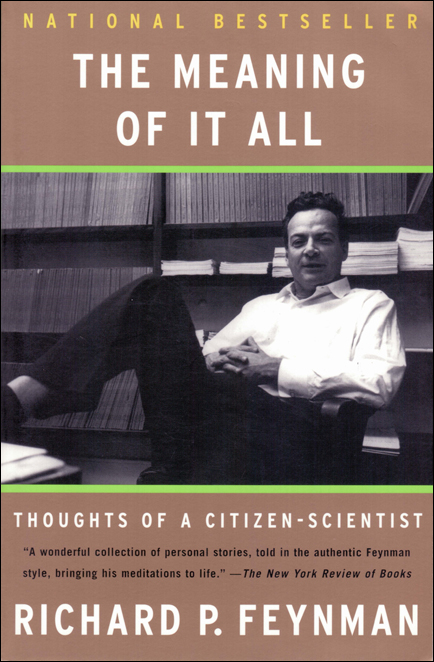 NATIONAL BESTSELLER
THE MEANING
OF IT ALL
THOUGHTS OF A CITIZEN-SCIENTIST
“A wonderful collection of personal stories, told in the authentic Feynman
style, bringing his meditations to life.” —The New York Review of Books
RICHARD P. FEYNMAN